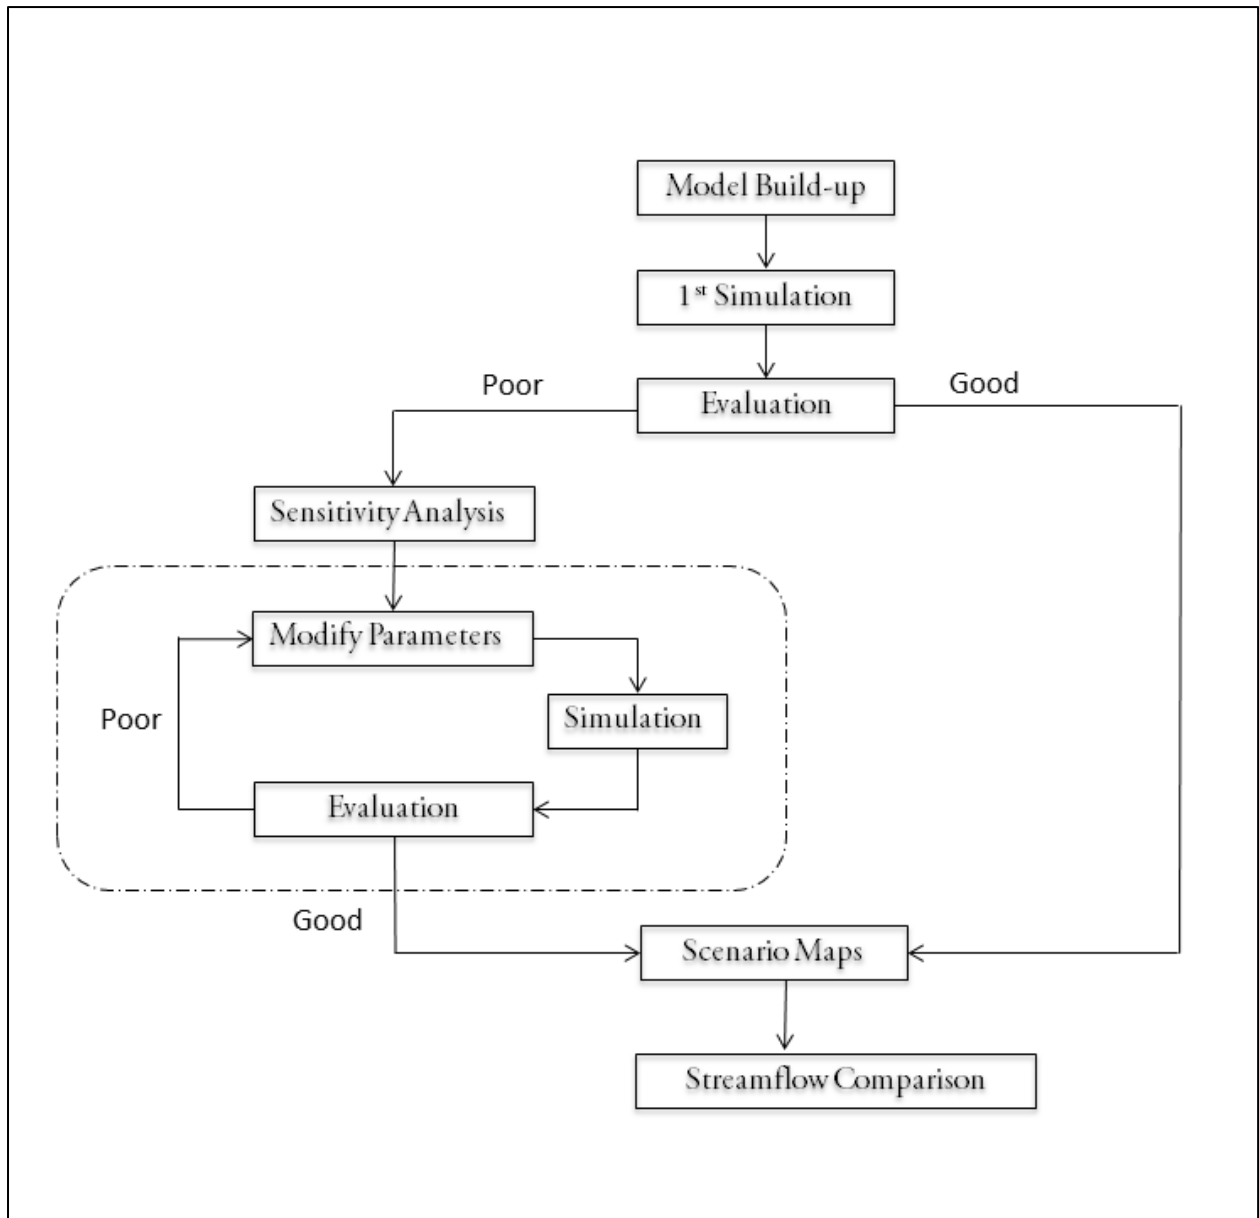 Model Build-up
1st Simulation
Poor
Good
Evaluation
Sensitivity Analysis
Modify Parameters
Poor
Simulation
Evaluation
Good
Scenario Maps
Streamflow Comparison